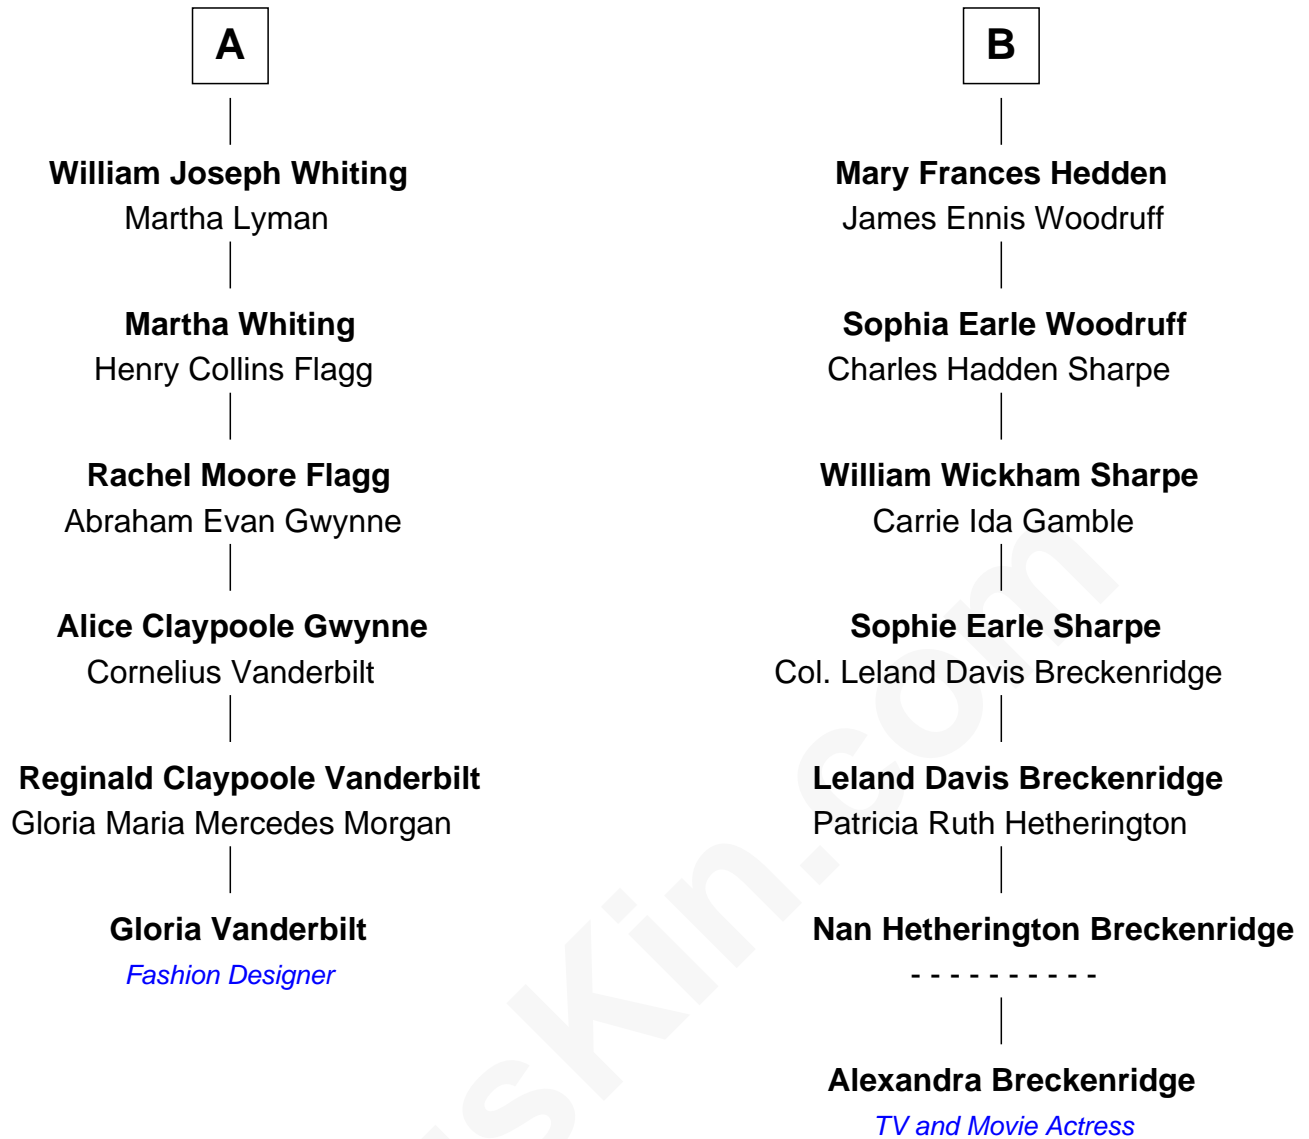 A
William Joseph Whiting
Martha Lyman
Martha Whiting
Henry Collins Flagg
Rachel Moore Flagg
Abraham Evan Gwynne
Alice Claypoole Gwynne
Cornelius Vanderbilt
Reginald Claypoole Vanderbilt
Gloria Maria Mercedes Morgan
Gloria Vanderbilt
Fashion Designer
B
Mary Frances Hedden
James Ennis Woodruff
Sophia Earle Woodruff
Charles Hadden Sharpe
William Wickham Sharpe
Carrie Ida Gamble
Sophie Earle Sharpe
Col. Leland Davis Breckenridge
Leland Davis Breckenridge
Patricia Ruth Hetherington
Nan Hetherington Breckenridge
- - - - - - - - - -
Alexandra Breckenridge
TV and Movie Actress
sKin.com